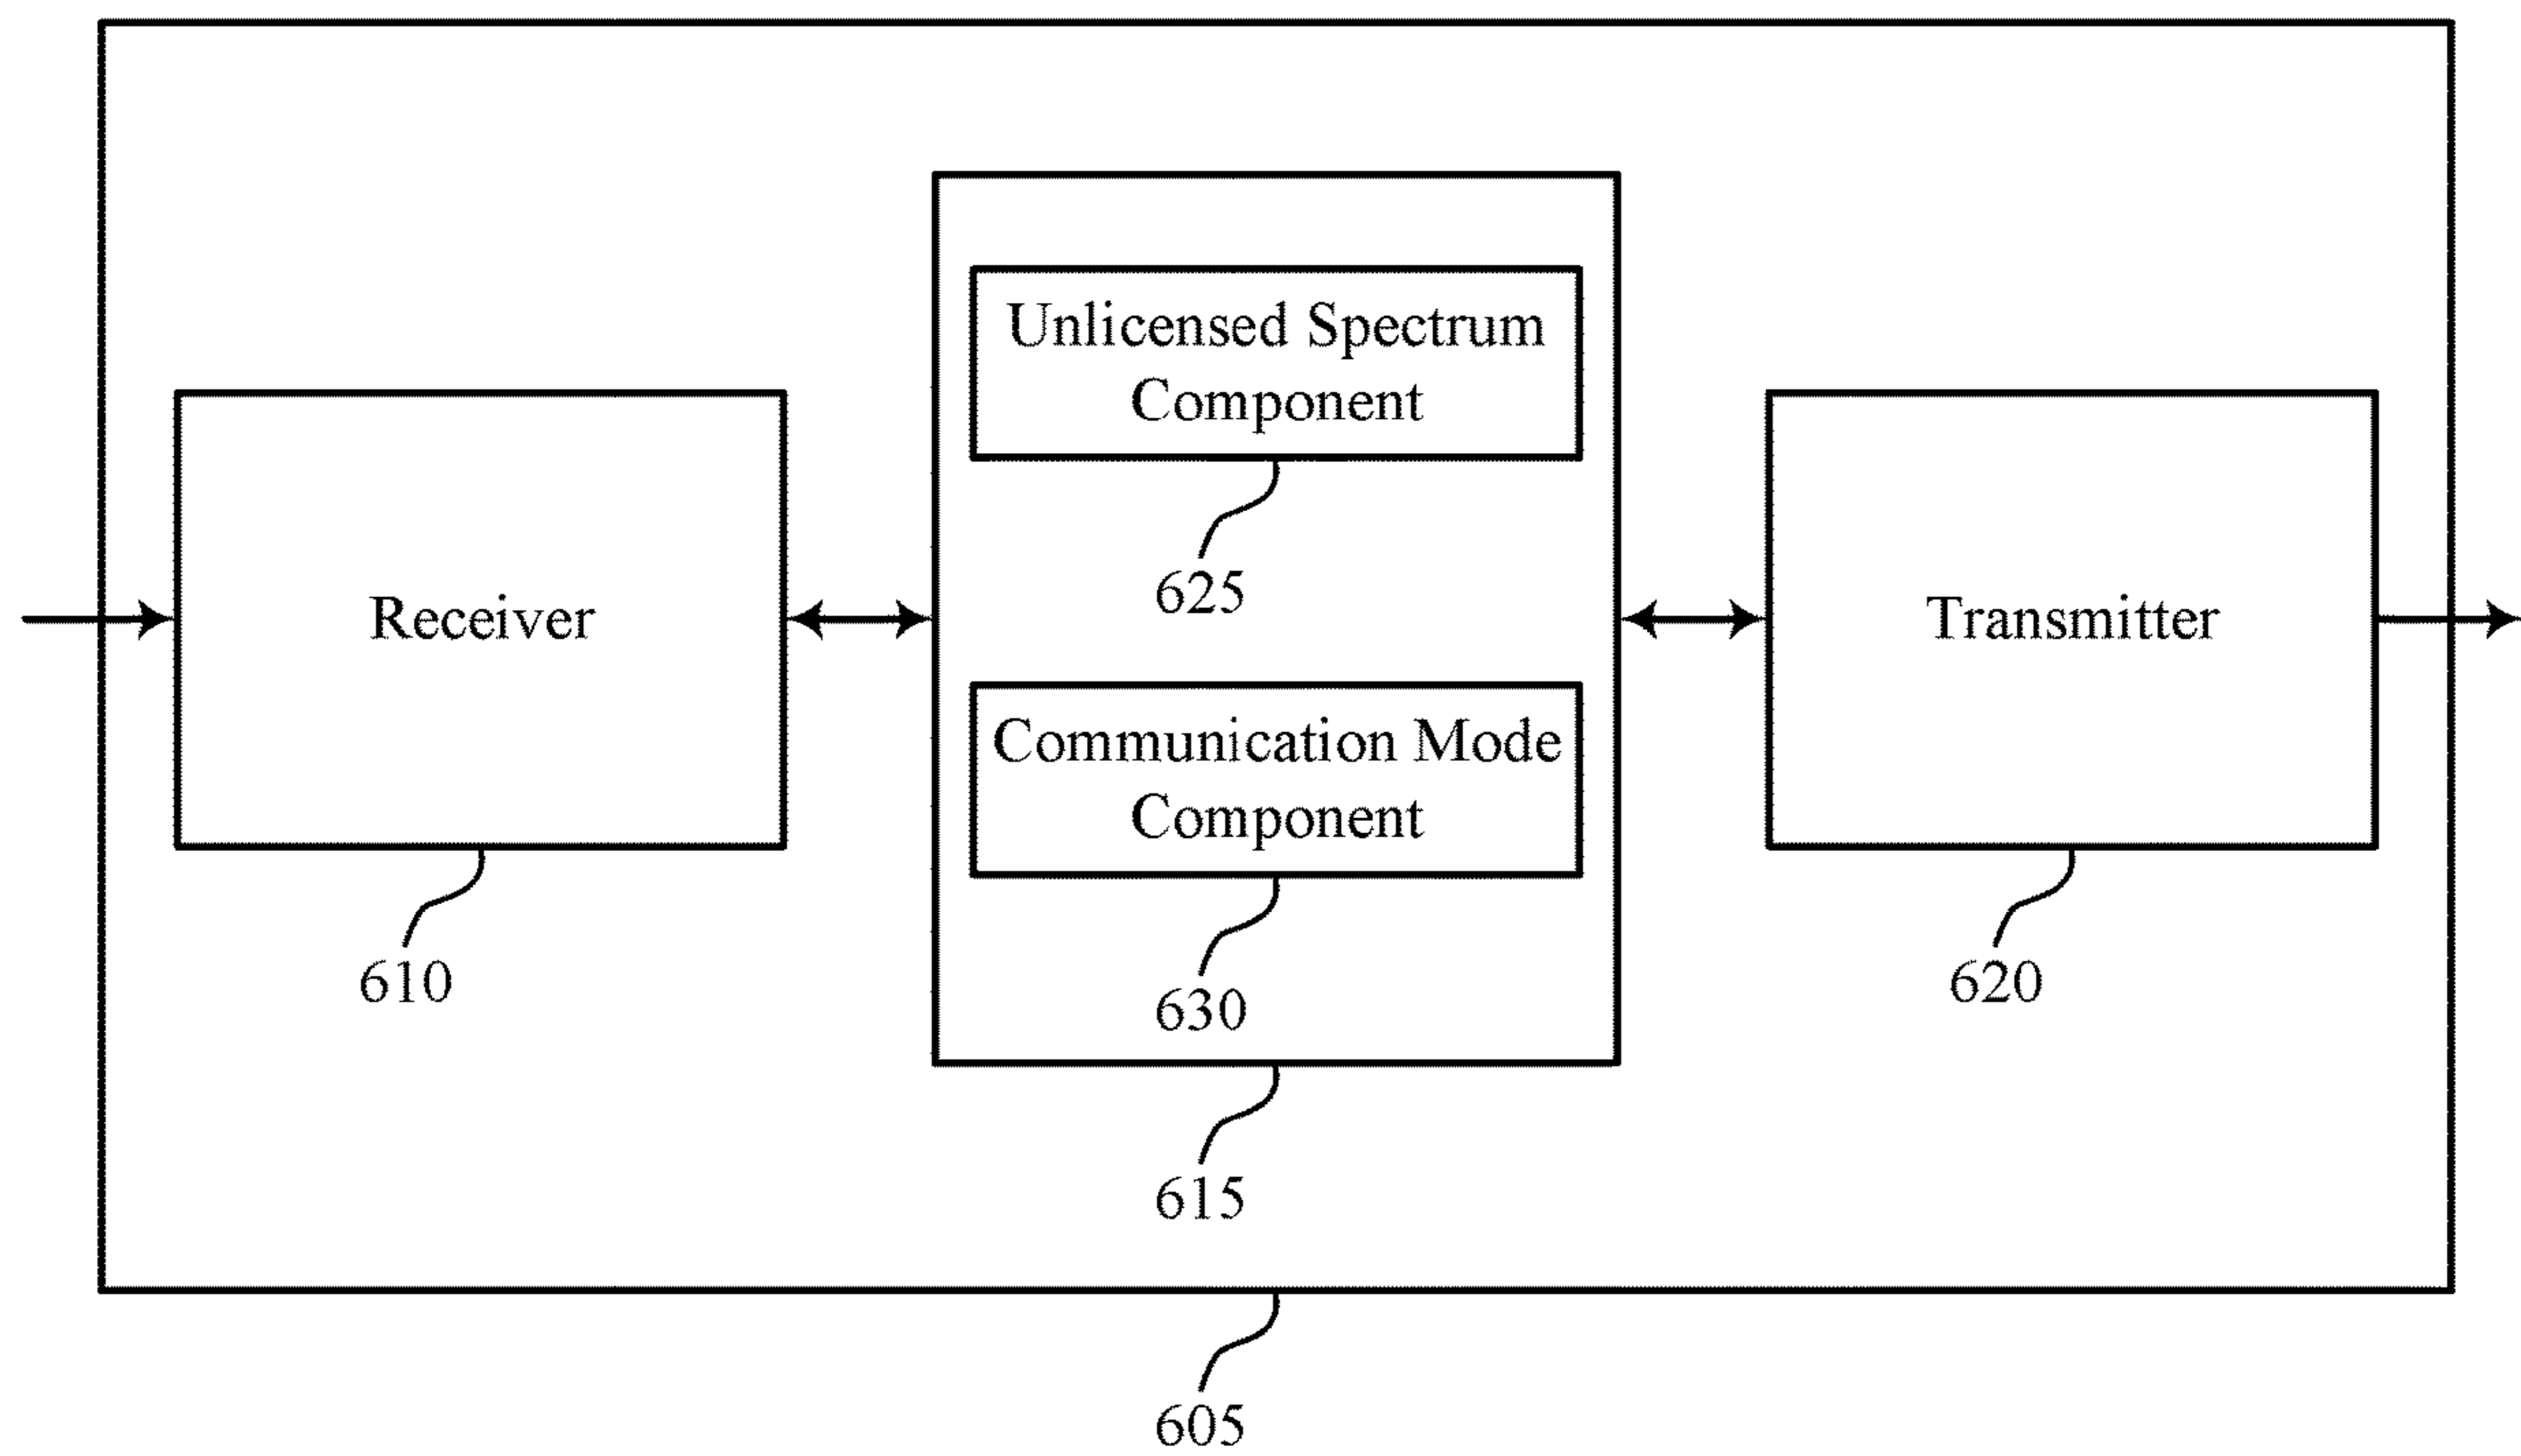 Unlicensed Spectrum
Component
625
Receiver
610
Communication Mode
Component
630
Transmitter
620
615
605